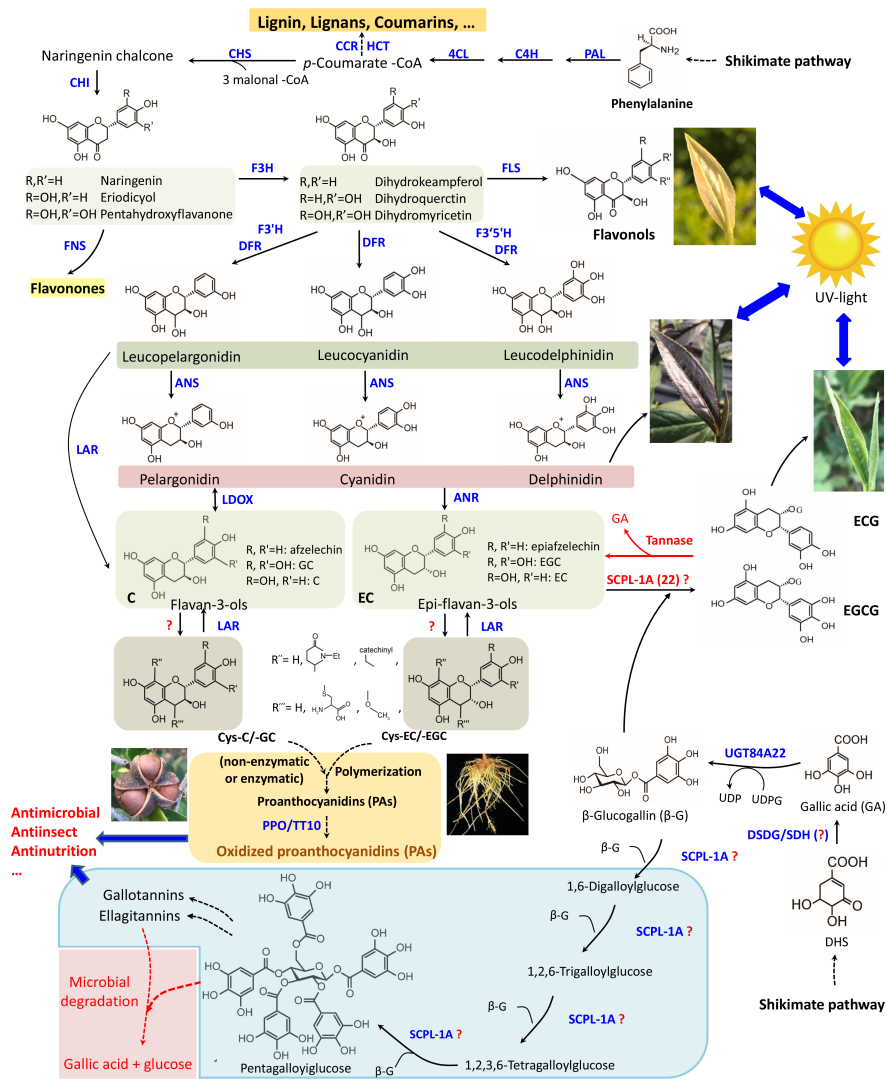 Lignin, Lignans, Coumarins, …
CCR HCT
Naringenin chalcone
CHS
p-Coumarate -CoA
4CL
C4H
PAL
Shikimate pathway
3 malonal -CoA
Phenylalanine
CHI
R,R'=H Naringenin
R=OH,R'=H Eriodicyol
R=OH,R'=OH Pentahydroxyflavanone
F3H
R,R'=H Dihydrokeampferol
R=H,R'=OH Dihydroquerctin
R=OH,R'=OH Dihydromyricetin
FLS
Flavonols
UV-light
FNS
Flavonones
F3'H
DFR
DFR
F3'5'H
DFR
Leucopelargonidin
Leucocyanidin
Leucodelphinidin
ANS
ANS
ANS
LAR
Pelargonidin
Cyanidin
Delphinidin
LDOX
ANR
R, R'=H: afzelechin
R, R'=OH: GC
R=OH, R'=H: C
C
Flavan-3-ols
R, R'=H: epiafzelechin
R, R'=OH: EGC
R=OH, R'=H: EC
EC
Epi-flavan-3-ols
GA
Tannase
SCPL-1A (22) ?
ECG
EGCG
?
LAR
?
LAR
R''= H,
catechinyl
R'''= H,
Cys-C/-GC
Cys-EC/-EGC
(non-enzymatic
or enzymatic)
Polymerization
Proanthocyanidins (PAs)
PPO/TT10
Oxidized proanthocyanidins (PAs)
Antimicrobial
Antiinsect
Antinutrition
…
β-Glucogallin (β-G)
UGT84A22
UDP
UDPG
Gallic acid (GA)
DSDG/SDH (?)
DHS
Shikimate pathway
β-G
SCPL-1A ?
1,6-Digalloylglucose
β-G
SCPL-1A ?
1,2,6-Trigalloylglucose
β-G
SCPL-1A ?
1,2,3,6-Tetragalloylglucose
β-G
SCPL-1A ?
Pentagalloyiglucose
Gallotannins
Ellagitannins
Microbial
degradation
Gallic acid + glucose